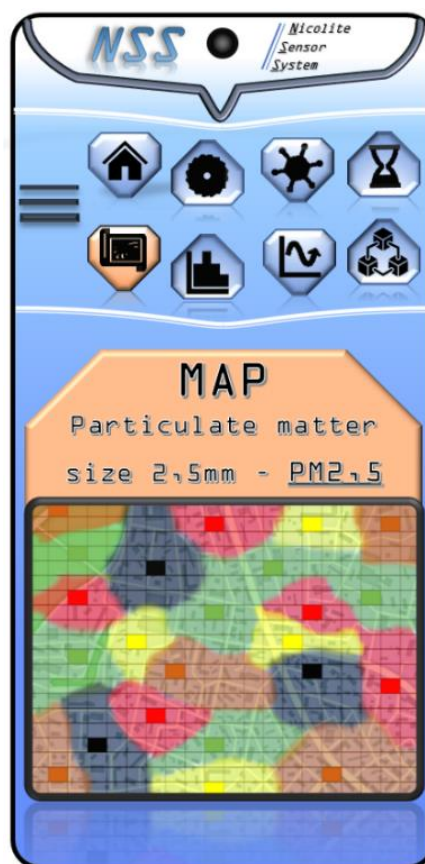 NSS
Nicolite
Sensor
System
MAP
Particulate matter
size 2,5mm - PM2,5